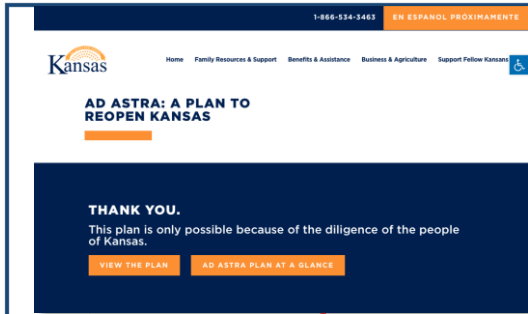 1-866-534-3463 EN ESPANOL PRÓXIMAMENTE
Kansas
Home Family Resources & Support Benefits & Assistance Business & Agriculture Support Fellow Kansans
AD ASTRA: A PLAN TO
REOPEN KANSAS
THANK YOU.
This plan is only possible because of the diligence of the people
of Kansas.
VIEW THE PLAN AD ASTRA PLAN AT A GLANCE